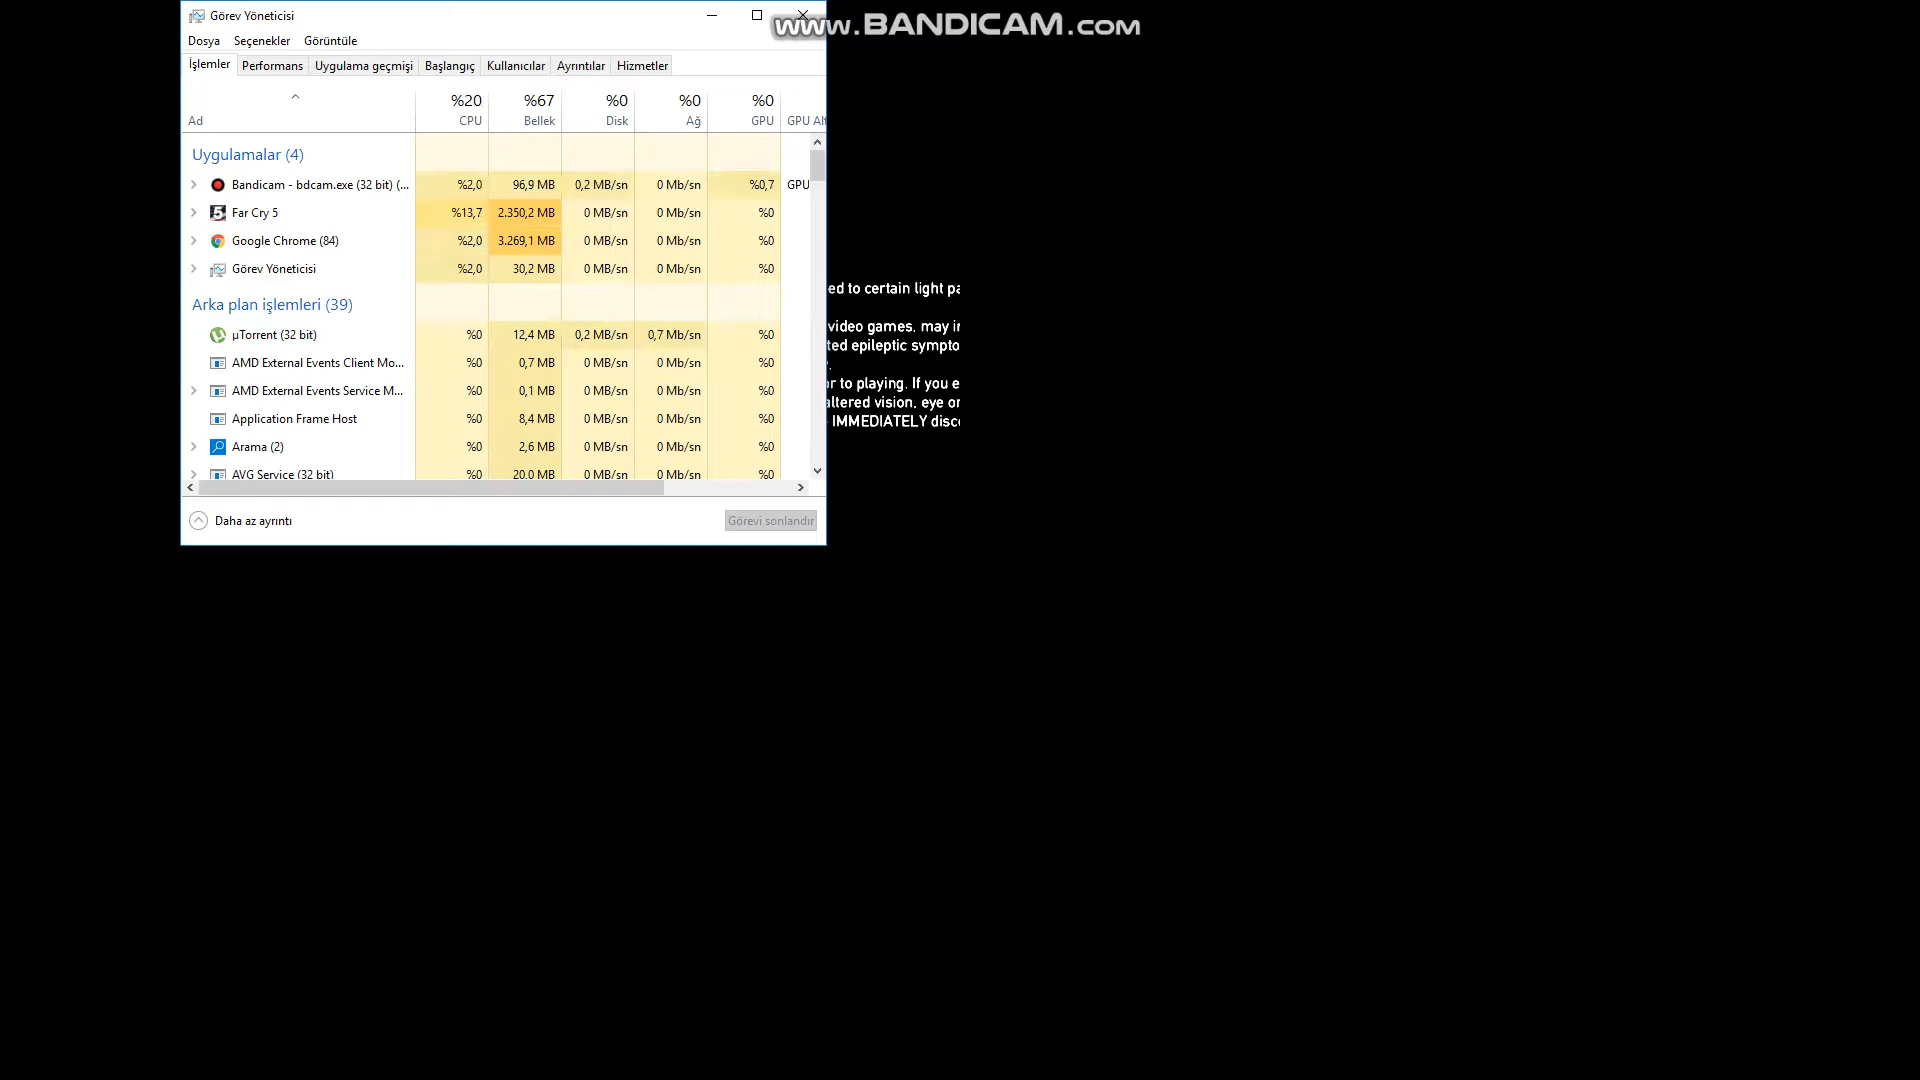 Görev Yöneticisi
www.BANDICAM.com
Dosya Seçenekler Görüntüle
İşlemler Performans Uygulama geçmişi Başlangıç Kullanıcılar Ayrıntılar Hizmetler
%20 %67 %0 %0 %0
Ad CPU Bellek Disk Ağ GPU GPU Alt
Uygulamalar (4)
Bandicam - bdcam.exe (32 bit) (... %2,0 96,9 MB 0,2 MB/sn 0 Mb/sn %0,7 GPU
Far Cry 5 %13,7 2.350,2 MB 0 MB/sn 0 Mb/sn %0
Google Chrome (84) %2,0 3.269,1 MB 0 MB/sn 0 Mb/sn %0
Görev Yöneticisi %2,0 30,2 MB 0 MB/sn 0 Mb/sn %0
Arka plan işlemleri (39)
µTorrent (32 bit) %0 12,4 MB 0,2 MB/sn 0,7 Mb/sn %0
AMD External Events Client Mo... %0 0,7 MB 0 MB/sn 0 Mb/sn %0
AMD External Events Service M... %0 0,1 MB 0 MB/sn 0 Mb/sn %0
Application Frame Host %0 8,4 MB 0 MB/sn 0 Mb/sn %0
Arama (2) %0 2,6 MB 0 MB/sn 0 Mb/sn %0
AVG Service (32 bit) %0 20,0 MB 0 MB/sn 0 Mb/sn %0
Daha az ayrıntı Görevi sonlandır
ed to certain light pa
video games. may in
ted epileptic sympto
or to playing. If you e
altered vision, eye or
IMMEDIATELY disco